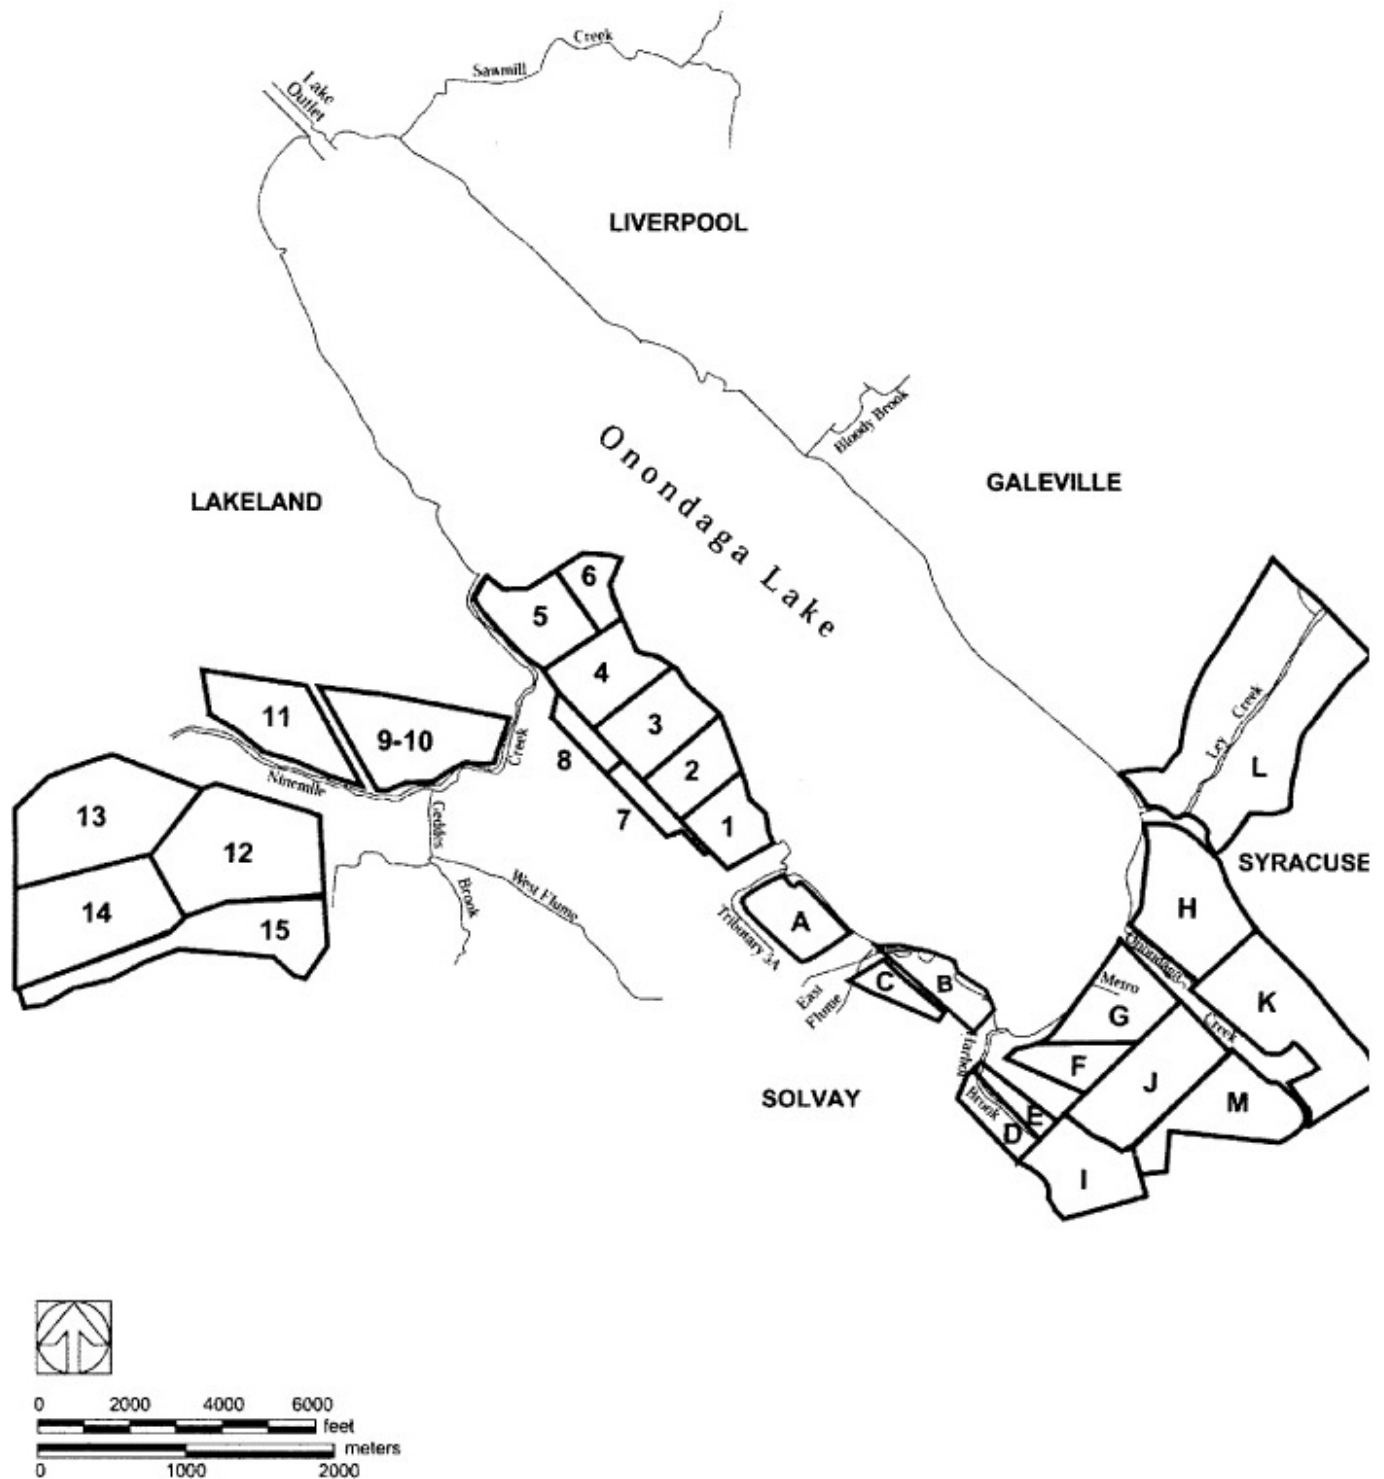 Creek
Sawmill
Lake
Outlet
LIVERPOOL
Bloody Brook
Onondaga Lake
GALEVILLE
LAKELAND
6
5
4
3
2
1
8
7
11
9-10
Ninemile
Creek
Geddes
Brook
West Flume
13
12
14
15
Ley
Creek
L
SYRACUSE
H
Onondaga
Creek
K
A
Tributary 5A
B
C
East
Flume
Metro
G
F
J
M
Harbor
Brook
E
D
I
SOLVAY
0 2000 4000 6000
feet
meters
0 1000 2000